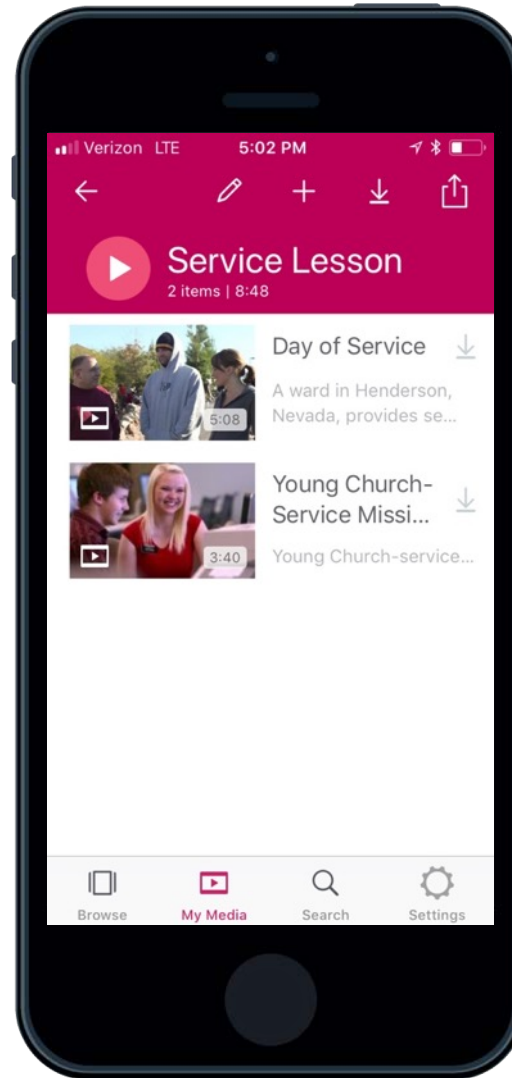 Verizon LTE 5:02 PM
Service Lesson
2 items | 8:48
Day of Service
A ward in Henderson,
Nevada, provides se...
5:08
Young Church-
Service Missi...
Young Church-service...
3:40
Browse My Media Search Settings